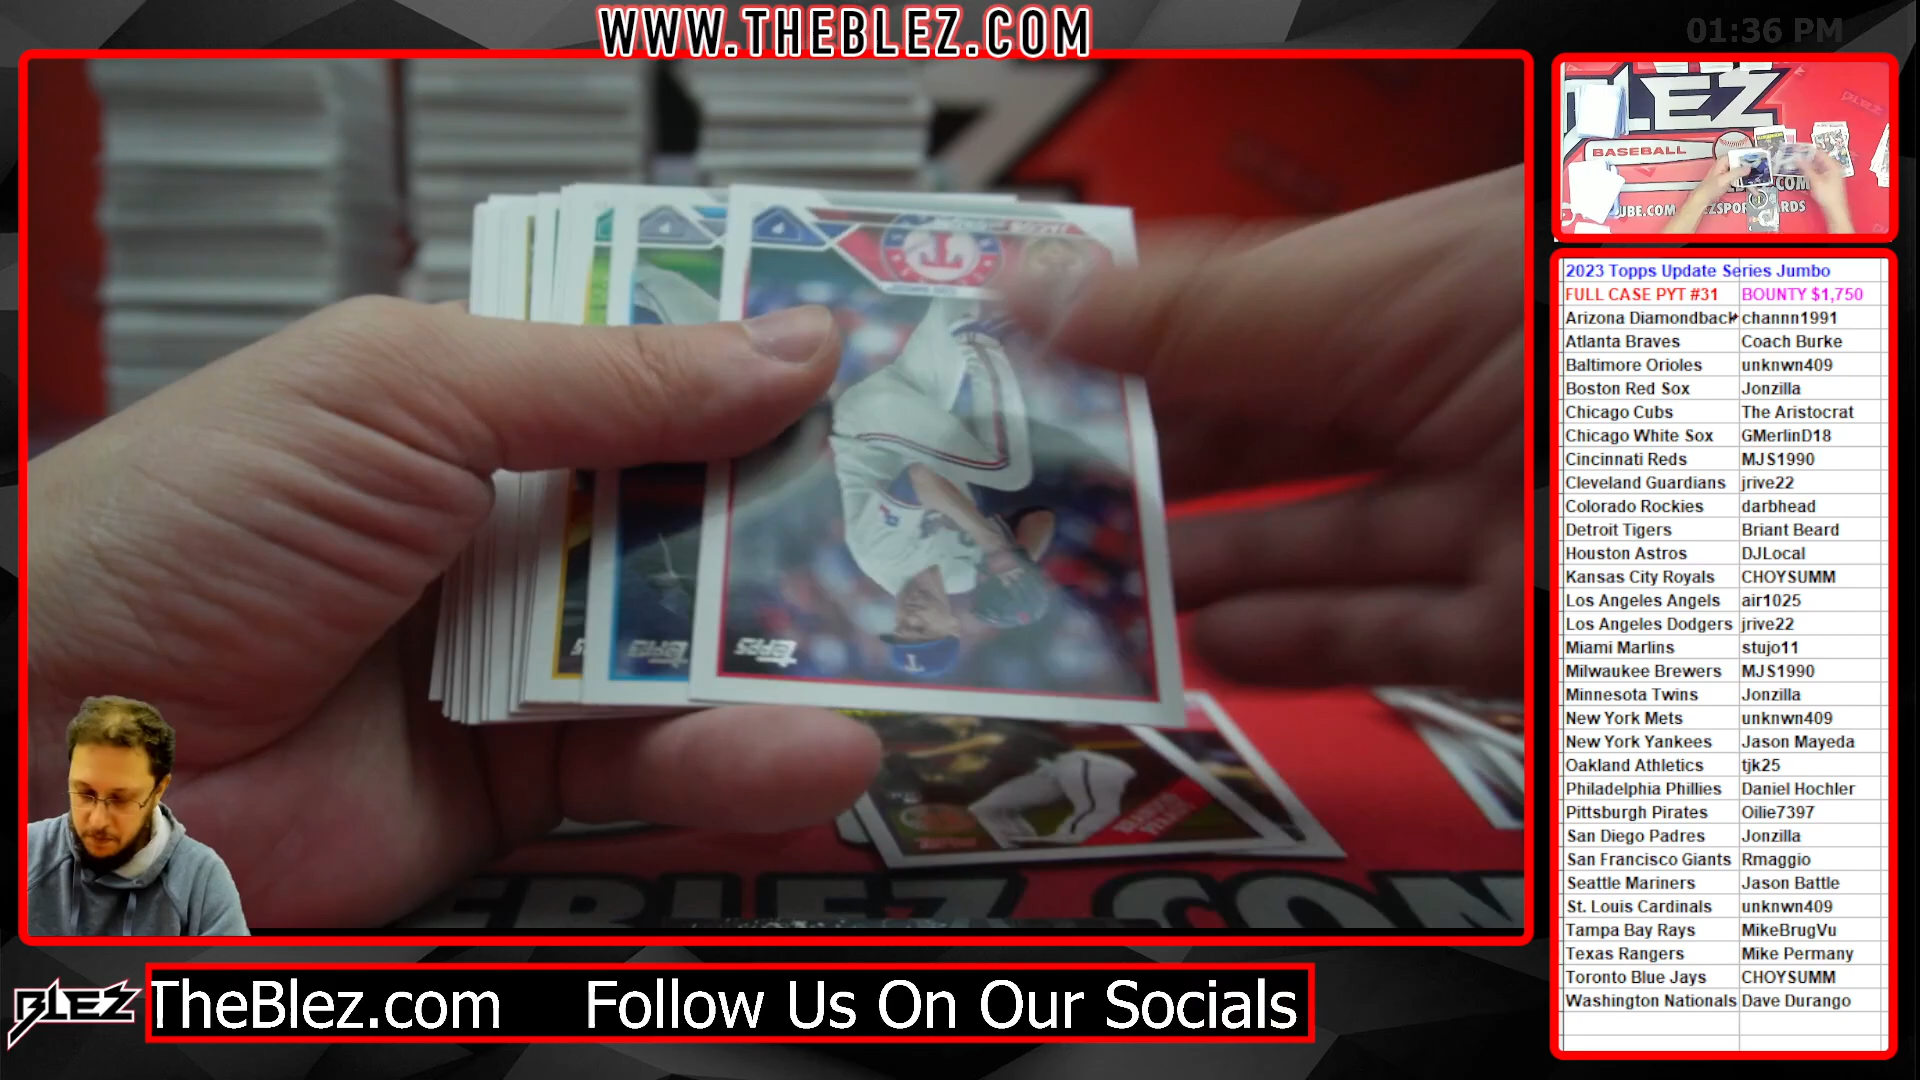 WWW.THEBLEZ.COM
01:36 PM
BLEZ
BASEBALL
2023 Topps Update Series Jumbo
FULL CASE PYT #31 BOUNTY $1,750
Arizona Diamondback channn1991
Atlanta Braves Coach Burke
Baltimore Orioles unknwn409
Boston Red Sox Jonzilla
Chicago Cubs The Aristocrat
Chicago White Sox GMerlinD18
Cincinnati Reds MJS1990
Cleveland Guardians jrive22
Colorado Rockies darbhead
Detroit Tigers Briant Beard
Houston Astros DJLocal
Kansas City Royals CHOYSUMM
Los Angeles Angels air1025
Los Angeles Dodgers jrive22
Miami Marlins stujo11
Milwaukee Brewers MJS1990
Minnesota Twins Jonzilla
New York Mets unknwn409
New York Yankees Jason Mayeda
Oakland Athletics tjk25
Philadelphia Phillies Daniel Hochler
Pittsburgh Pirates Oilie7397
San Diego Padres Jonzilla
San Francisco Giants Rmaggio
Seattle Mariners Jason Battle
St. Louis Cardinals unknwn409
Tampa Bay Rays MikeBrugVu
Texas Rangers Mike Permany
Toronto Blue Jays CHOYSUMM
Washington Nationals Dave Durango
Topps
Topps
BLEZ.COM
BLEZ
TheBlez.com Follow Us On Our Socials